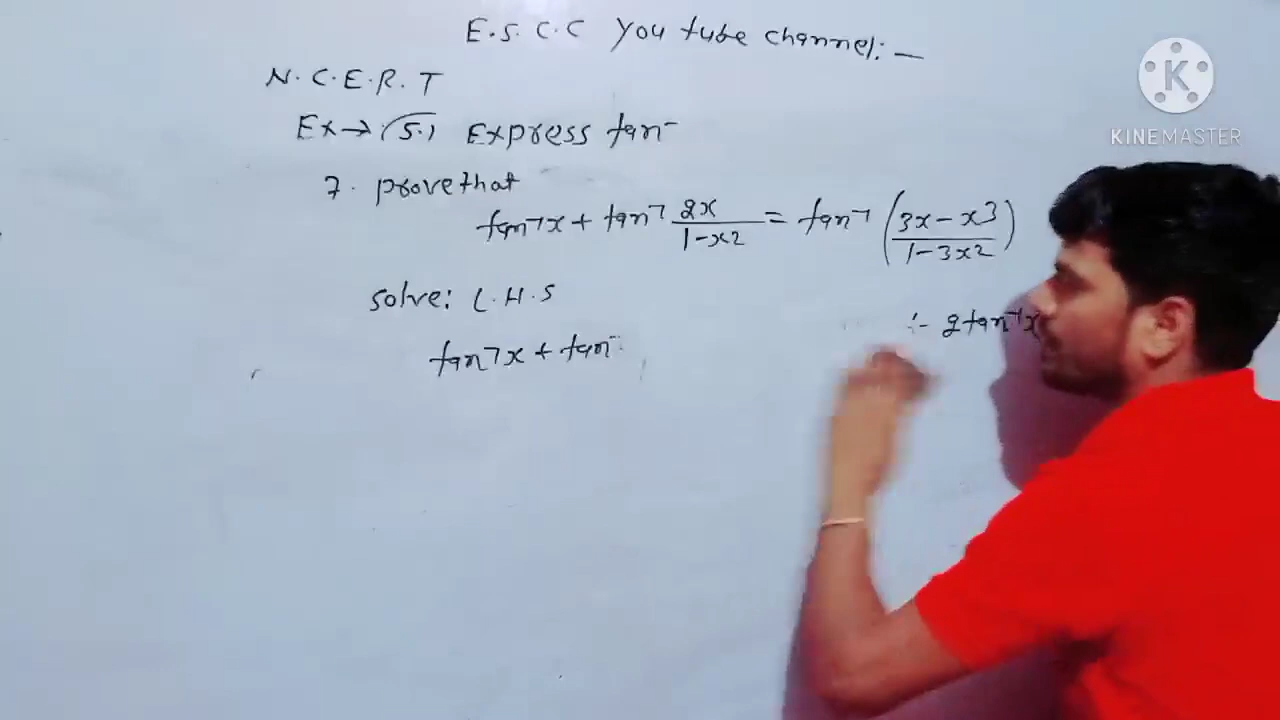 E.S.C.C You tube channel:-
K
KINEMASTER
N.C.E.R.T
Ex→(5.) Express tan⁻
7. prove that
tan⁻¹x + tan⁻¹ 2x/1-x2 = tan⁻¹ (3x-x3/1-3x2)
solve: L.H.S
:- 2tan⁻¹x
tan⁻¹x + tan⁻